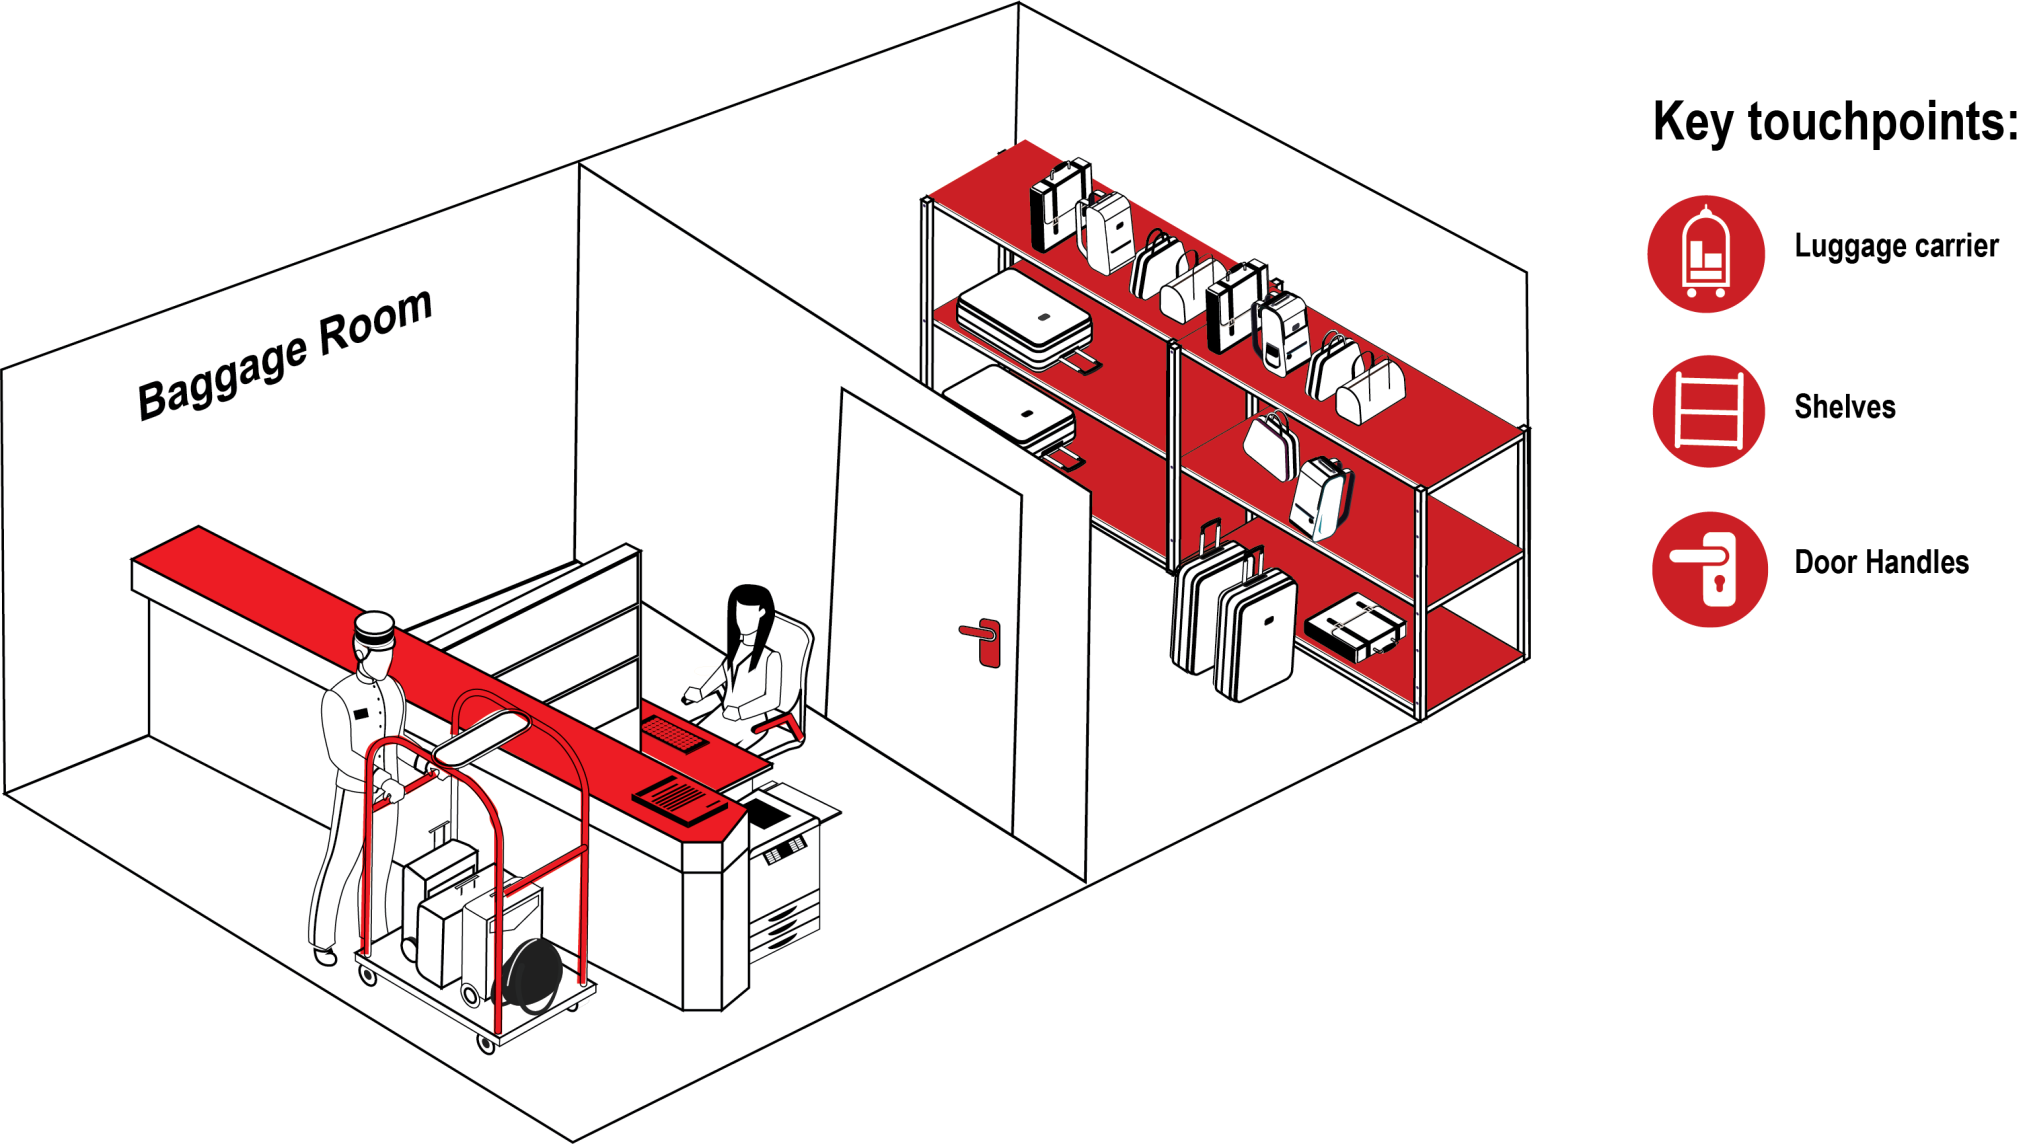 Baggage Room
Key touchpoints:
Luggage carrier
Shelves
Door Handles